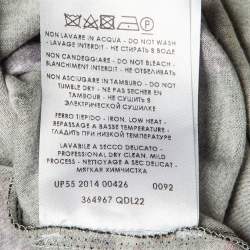 NON LAVARE IN ACQUA - DO NOT WASH
- LAVAGE INTERDIT - НЕ СТИРАТЬ В ВОДЕ
NON CANDEGGIARE - DO NOT BLEACH -
BLANCHIMENT INTERDIT - НЕ ОТБЕЛИВАТЬ
NON ASCIUGARE IN TAMBURO - DO NOT
TUMBLE DRY - NE PAS SECHER EN
TAMBOUR - НЕ СУШИТЬ В
ЭЛЕКТРИЧЕСКОЙ СУШИЛКЕ
FERRO TIEPIDO - IRON, LOW HEAT -
REPASSAGE A BASSE TEMPERATURE -
ГЛАДИТЬ ПРИ НИЗКОЙ ТЕМПЕРАТУРЕ
LAVAGGIO A SECCO DELICATO -
PROFESSIONAL DRY CLEAN, MILD
PROCESS - NETTOYAGE A SEC DELICAT -
МЯГКАЯ ХИМЧИСТКА
UP55 2014 00426 0092
364967 QDL22